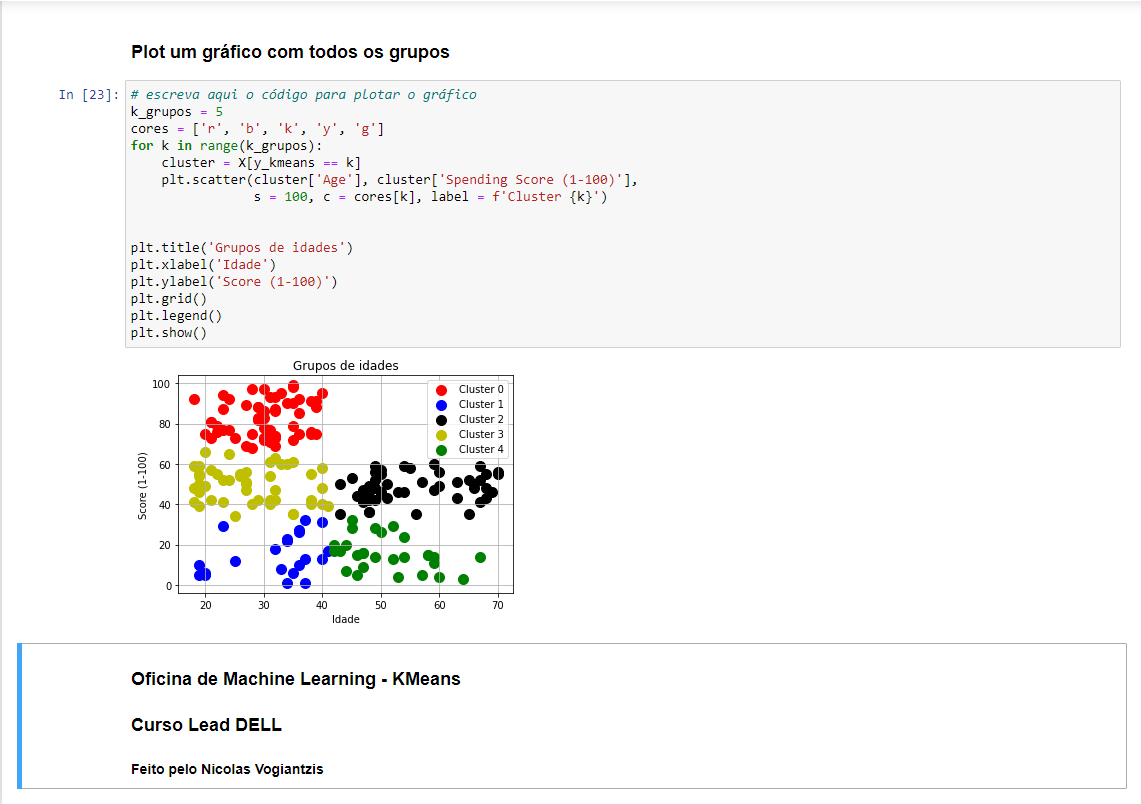 Plot um gráfico com todos os grupos
In [23]: # escreva aqui o código para plotar o gráfico
k_grupos = 5
cores = ['r', 'b', 'k', 'y', 'g']
for k in range(k_grupos):
    cluster = X[y_kmeans == k]
    plt.scatter(cluster['Age'], cluster['Spending Score (1-100)'],
                s = 100, c = cores[k], label = f'Cluster {k}')
plt.title('Grupos de idades')
plt.xlabel('Idade')
plt.ylabel('Score (1-100)')
plt.grid()
plt.legend()
plt.show()
Grupos de idades
Cluster 0
Cluster 1
Cluster 2
Cluster 3
Cluster 4
Score (1-100)
100
80
60
40
20
0
20 30 40 50 60 70
Idade
Oficina de Machine Learning - KMeans
Curso Lead DELL
Feito pelo Nicolas Vogiantzis